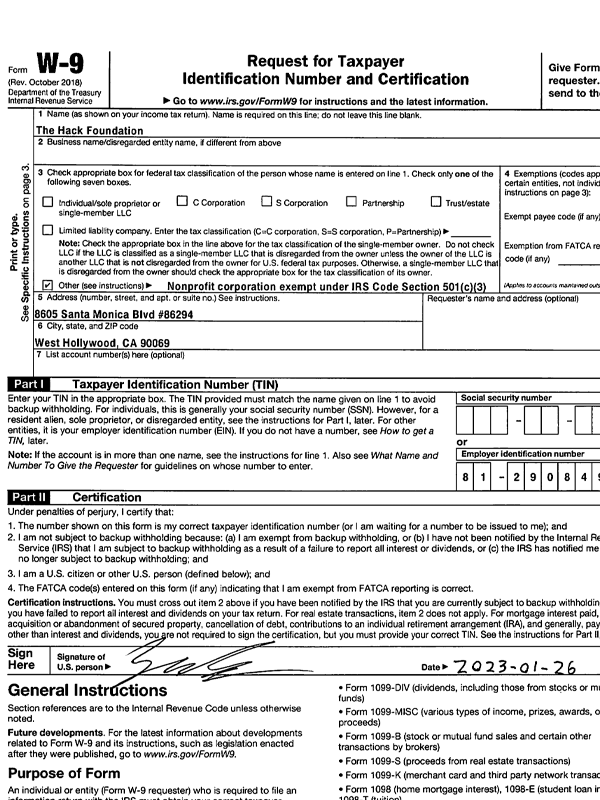 Form W-9
(Rev. October 2018)
Department of the Treasury
Internal Revenue Service
Request for Taxpayer
Identification Number and Certification
▶ Go to www.irs.gov/FormW9 for instructions and the latest information.
Give Form
requester.
send to the
1 Name (as shown on your income tax return). Name is required on this line; do not leave this line blank.
The Hack Foundation
2 Business name/disregarded entity name, if different from above
Print or type.
See Specific Instructions on page 3.
3 Check appropriate box for federal tax classification of the person whose name is entered on line 1. Check only one of the
following seven boxes.
Individual/sole proprietor or
single-member LLC
C Corporation
S Corporation
Partnership
Trust/estate
Limited liability company. Enter the tax classification (C=C corporation, S=S corporation, P=Partnership) ▶
Note: Check the appropriate box in the line above for the tax classification of the single-member owner. Do not check
LLC if the LLC is classified as a single-member LLC that is disregarded from the owner unless the owner of the LLC is
another LLC that is not disregarded from the owner for U.S. federal tax purposes. Otherwise, a single-member LLC that
is disregarded from the owner should check the appropriate box for the tax classification of its owner.
✔ Other (see instructions) ▶ Nonprofit corporation exempt under IRS Code Section 501(c)(3)
4 Exemptions (codes app
certain entities, not individ
instructions on page 3):
Exempt payee code (if any)
Exemption from FATCA re
code (if any)
(Applies to accounts maintained outs
5 Address (number, street, and apt. or suite no.) See instructions.
8605 Santa Monica Blvd #86294
Requester's name and address (optional)
6 City, state, and ZIP code
West Hollywood, CA 90069
7 List account number(s) here (optional)
Part I Taxpayer Identification Number (TIN)
Enter your TIN in the appropriate box. The TIN provided must match the name given on line 1 to avoid
backup withholding. For individuals, this is generally your social security number (SSN). However, for a
resident alien, sole proprietor, or disregarded entity, see the instructions for Part I, later. For other
entities, it is your employer identification number (EIN). If you do not have a number, see How to get a
TIN, later.
Note: If the account is in more than one name, see the instructions for line 1. Also see What Name and
Number To Give the Requester for guidelines on whose number to enter.
Social security number
– –
or
Employer identification number
8 1 – 2 9 0 8 4 9
Part II Certification
Under penalties of perjury, I certify that:
1. The number shown on this form is my correct taxpayer identification number (or I am waiting for a number to be issued to me); and
2. I am not subject to backup withholding because: (a) I am exempt from backup withholding, or (b) I have not been notified by the Internal Re
Service (IRS) that I am subject to backup withholding as a result of a failure to report all interest or dividends, or (c) the IRS has notified me
no longer subject to backup withholding; and
3. I am a U.S. citizen or other U.S. person (defined below); and
4. The FATCA code(s) entered on this form (if any) indicating that I am exempt from FATCA reporting is correct.
Certification instructions. You must cross out item 2 above if you have been notified by the IRS that you are currently subject to backup withholdin
you have failed to report all interest and dividends on your tax return. For real estate transactions, item 2 does not apply. For mortgage interest paid,
acquisition or abandonment of secured property, cancellation of debt, contributions to an individual retirement arrangement (IRA), and generally, pay
other than interest and dividends, you are not required to sign the certification, but you must provide your correct TIN. See the instructions for Part II
Sign
Here
Signature of
U.S. person ▶
Date ▶ 2023-01-26
General Instructions
Section references are to the Internal Revenue Code unless otherwise
noted.
Future developments. For the latest information about developments
related to Form W-9 and its instructions, such as legislation enacted
after they were published, go to www.irs.gov/FormW9.
Purpose of Form
An individual or entity (Form W-9 requester) who is required to file an
information return with the IRS must obtain your correct taxpayer
• Form 1099-DIV (dividends, including those from stocks or mu
funds)
• Form 1099-MISC (various types of income, prizes, awards, o
proceeds)
• Form 1099-B (stock or mutual fund sales and certain other
transactions by brokers)
• Form 1099-S (proceeds from real estate transactions)
• Form 1099-K (merchant card and third party network transac
• Form 1098 (home mortgage interest), 1098-E (student loan in
1098-T (tuition)